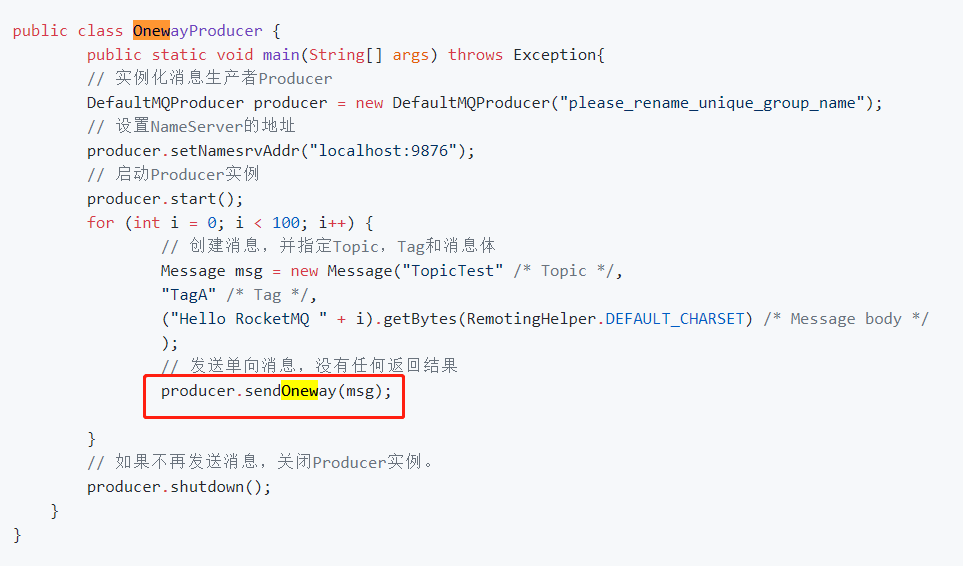 public class OnewayProducer {
public static void main(String[] args) throws Exception{
// 实例化消息生产者Producer
DefaultMQProducer producer = new DefaultMQProducer("please_rename_unique_group_name");
// 设置NameServer的地址
producer.setNamesrvAddr("localhost:9876");
// 启动Producer实例
producer.start();
for (int i = 0; i < 100; i++) {
// 创建消息，并指定Topic，Tag和消息体
Message msg = new Message("TopicTest" /* Topic */,
"TagA" /* Tag */,
("Hello RocketMQ " + i).getBytes(RemotingHelper.DEFAULT_CHARSET) /* Message body */
);
// 发送单向消息，没有任何返回结果
producer.sendOneway(msg);
}
// 如果不再发送消息，关闭Producer实例。
producer.shutdown();
}
}